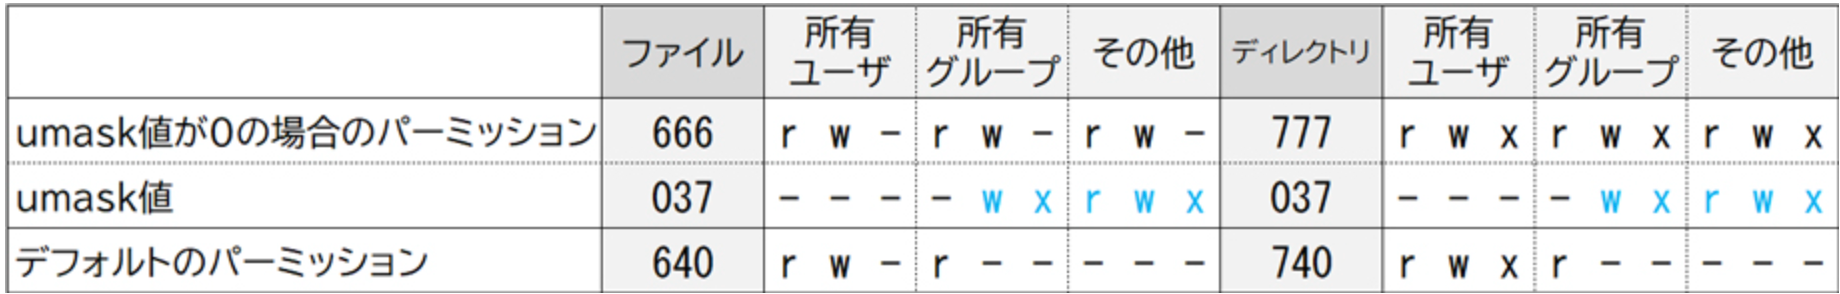 ファイル 所有ユーザ 所有グループ その他 ディレクトリ 所有ユーザ 所有グループ その他
umask値が0の場合のパーミッション 666 r w - r w - r w - 777 r w x r w x r w x
umask値 037 - - - - w x r w x 037 - - - - w x r w x
デフォルトのパーミッション 640 r w - r - - - - - 740 r w x r - - - - -